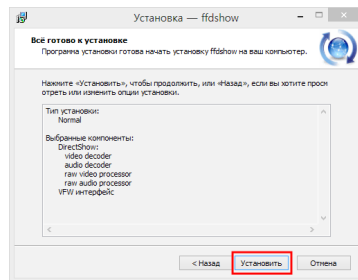 Установка — ffdshow
Всё готово к установке
Программа установки готова начать установку ffdshow на ваш компьютер.
Нажмите «Установить», чтобы продолжить, или «Назад», если вы хотите просм
отреть или изменить опции установки.
Тип установки:
Normal
Выбранные компоненты:
DirectShow:
video decoder
audio decoder
raw video processor
raw audio processor
VFW интерфейс
< Назад
Установить
Отмена